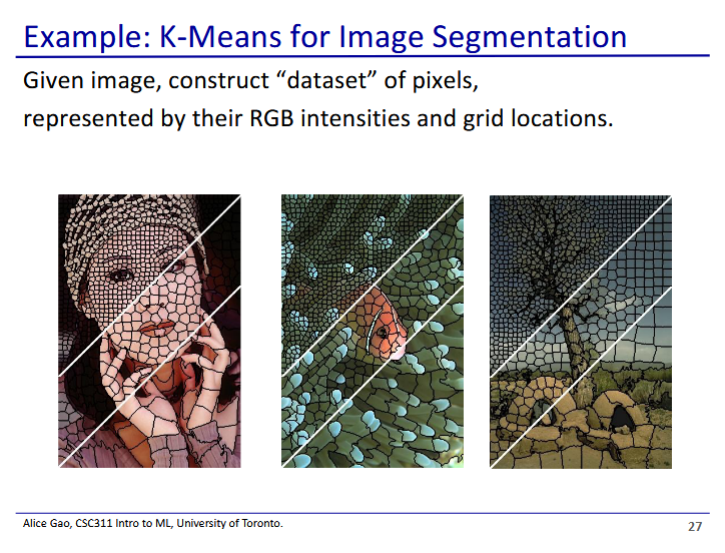 Example: K-Means for Image Segmentation
Given image, construct “dataset” of pixels,
represented by their RGB intensities and grid locations.
Alice Gao, CSC311 Intro to ML, University of Toronto.
27